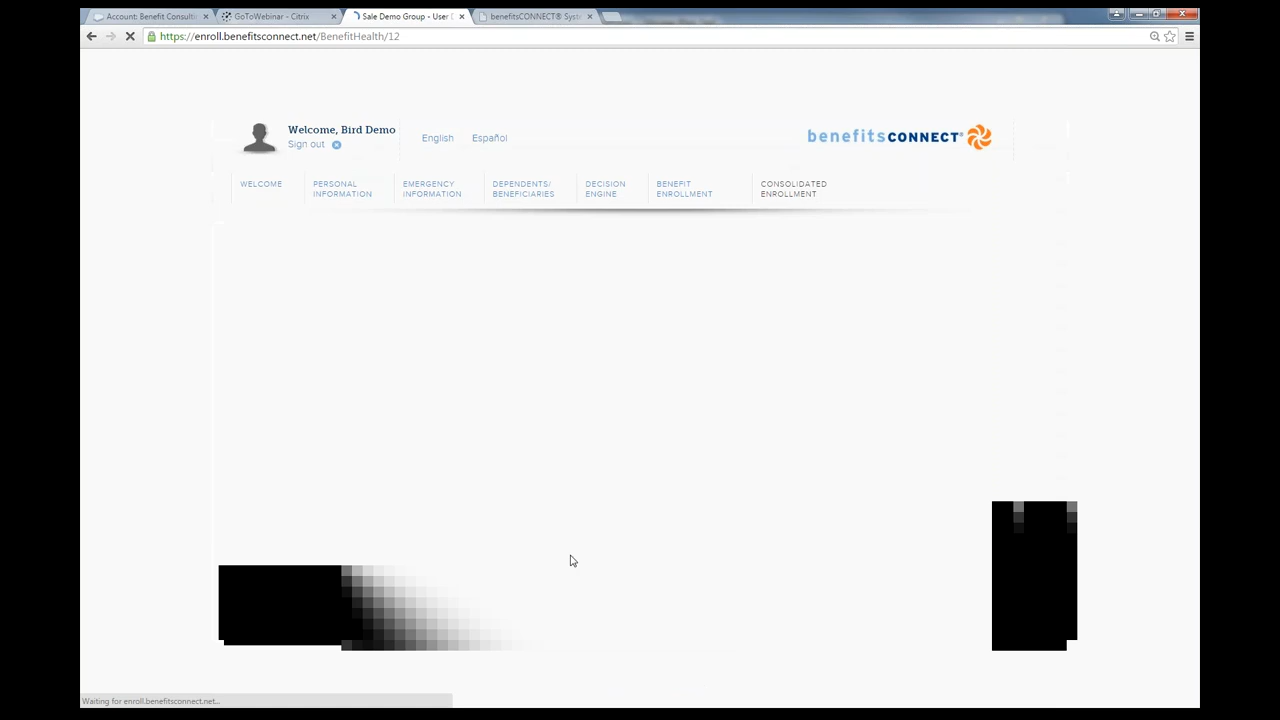 Account: Benefit Consulti
GoToWebinar - Citrix
Sale Demo Group - User D
benefitsCONNECT® Syst
https://enroll.benefitsconnect.net/BenefitHealth/12
Welcome, Bird Demo
Sign out
English
Español
benefitsCONNECT®
WELCOME
PERSONAL
INFORMATION
EMERGENCY
INFORMATION
DEPENDENTS/
BENEFICIARIES
DECISION
ENGINE
BENEFIT
ENROLLMENT
CONSOLIDATED
ENROLLMENT
Waiting for enroll.benefitsconnect.net...